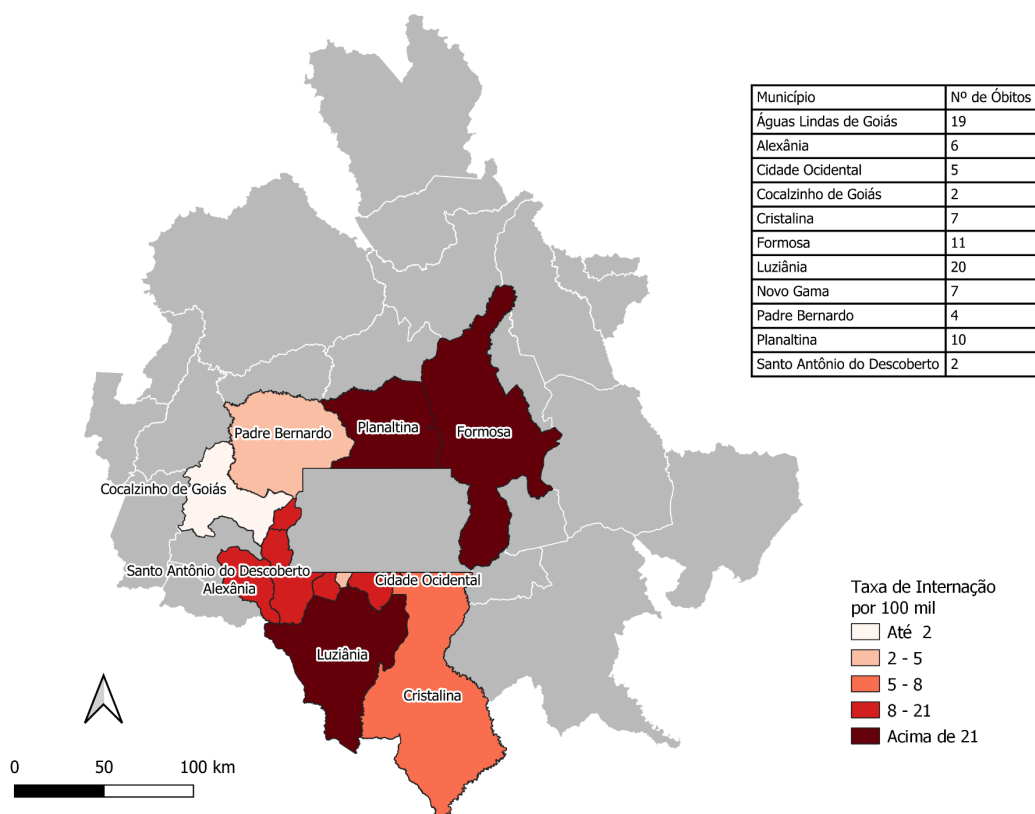 Município Nº de Óbitos
Águas Lindas de Goiás 19
Alexânia 6
Cidade Ocidental 5
Cocalzinho de Goiás 2
Cristalina 7
Formosa 11
Luziânia 20
Novo Gama 7
Padre Bernardo 4
Planaltina 10
Santo Antônio do Descoberto 2
Planaltina
Formosa
Padre Bernardo
Cocalzinho de Goiás
Santo Antônio do Descoberto
Alexânia
Cidade Ocidental
Luziânia
Cristalina
Taxa de Internação
por 100 mil
Até 2
2 - 5
5 - 8
8 - 21
Acima de 21
0 50 100 km